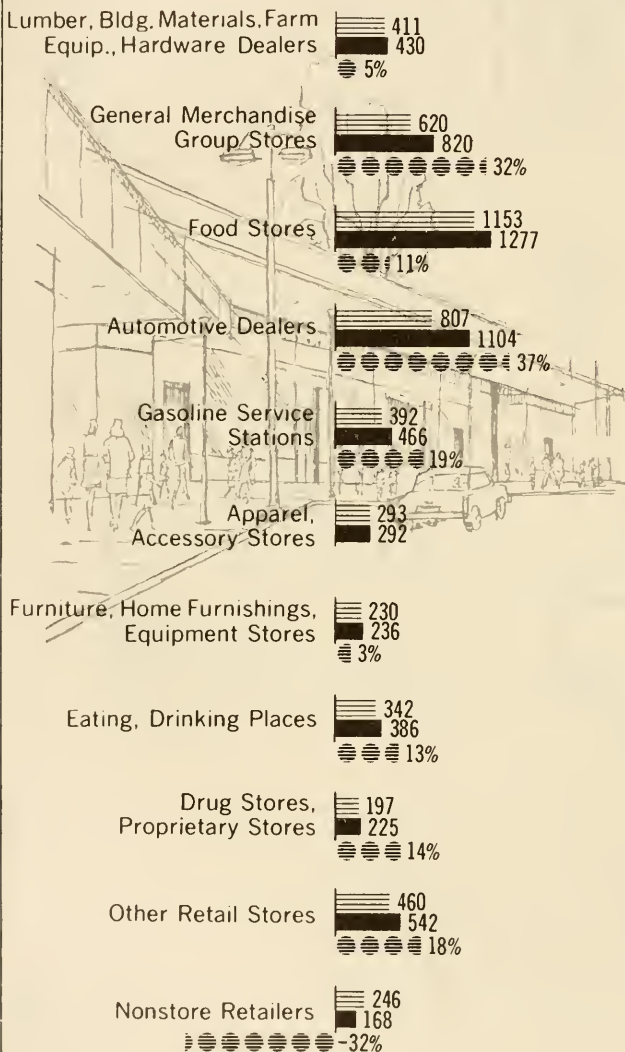 Lumber, Bldg. Materials, Farm
Equip., Hardware Dealers
411
430
5%
General Merchandise
Group Stores
620
820
32%
Food Stores
1153
1277
11%
Automotive Dealers
807
1104
37%
Gasoline Service
Stations
392
466
19%
Apparel,
Accessory Stores
293
292
Furniture, Home Furnishings,
Equipment Stores
230
236
3%
Eating, Drinking Places
342
386
13%
Drug Stores,
Proprietary Stores
197
225
14%
Other Retail Stores
460
542
18%
Nonstore Retailers
246
168
-32%